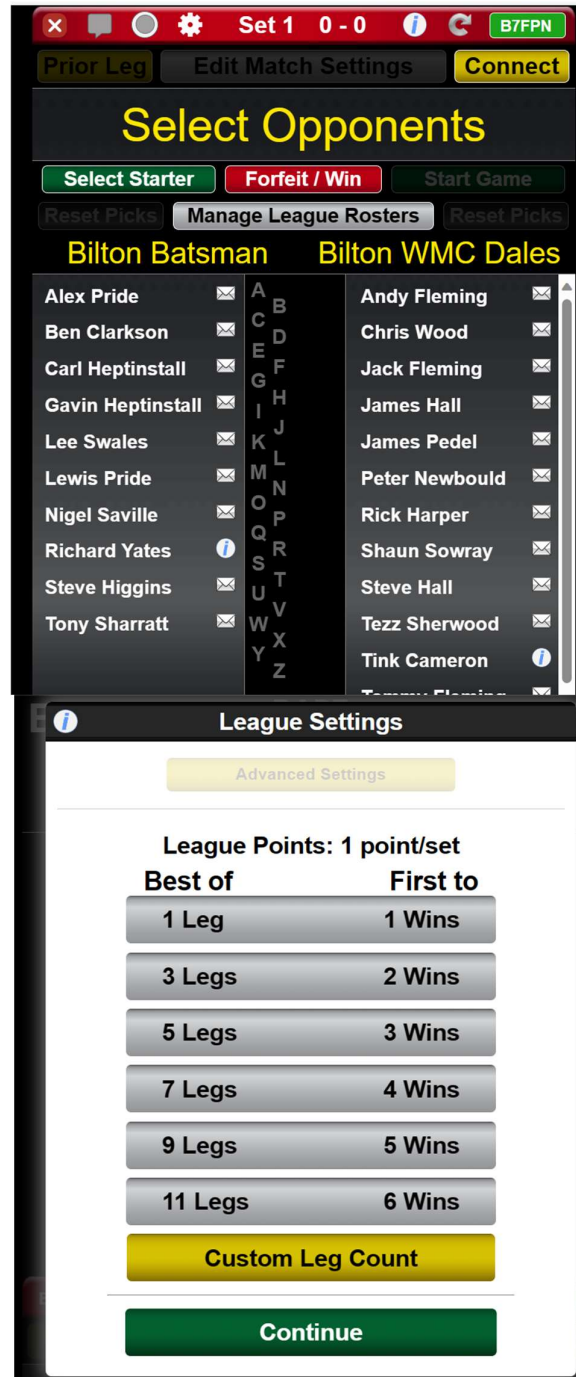 Set 1 0 - 0 B7FPN
Prior Leg Edit Match Settings Connect
Select Opponents
Select Starter Forfeit / Win Start Game
Reset Picks Manage League Rosters Reset Picks
Bilton Batsman Bilton WMC Dales
Alex Pride
Ben Clarkson
Carl Heptinstall
Gavin Heptinstall
Lee Swales
Lewis Pride
Nigel Saville
Richard Yates
Steve Higgins
Tony Sharratt
A
B
C
D
E
F
G
H
I
J
K
L
M
N
O
P
Q
R
S
T
U
V
W
X
Y
Z
Andy Fleming
Chris Wood
Jack Fleming
James Hall
James Pedel
Peter Newbould
Rick Harper
Shaun Sowray
Steve Hall
Tezz Sherwood
Tink Cameron
Tommy Fleming
League Settings
Advanced Settings
League Points: 1 point/set
Best of First to
1 Leg 1 Wins
3 Legs 2 Wins
5 Legs 3 Wins
7 Legs 4 Wins
9 Legs 5 Wins
11 Legs 6 Wins
Custom Leg Count
Continue